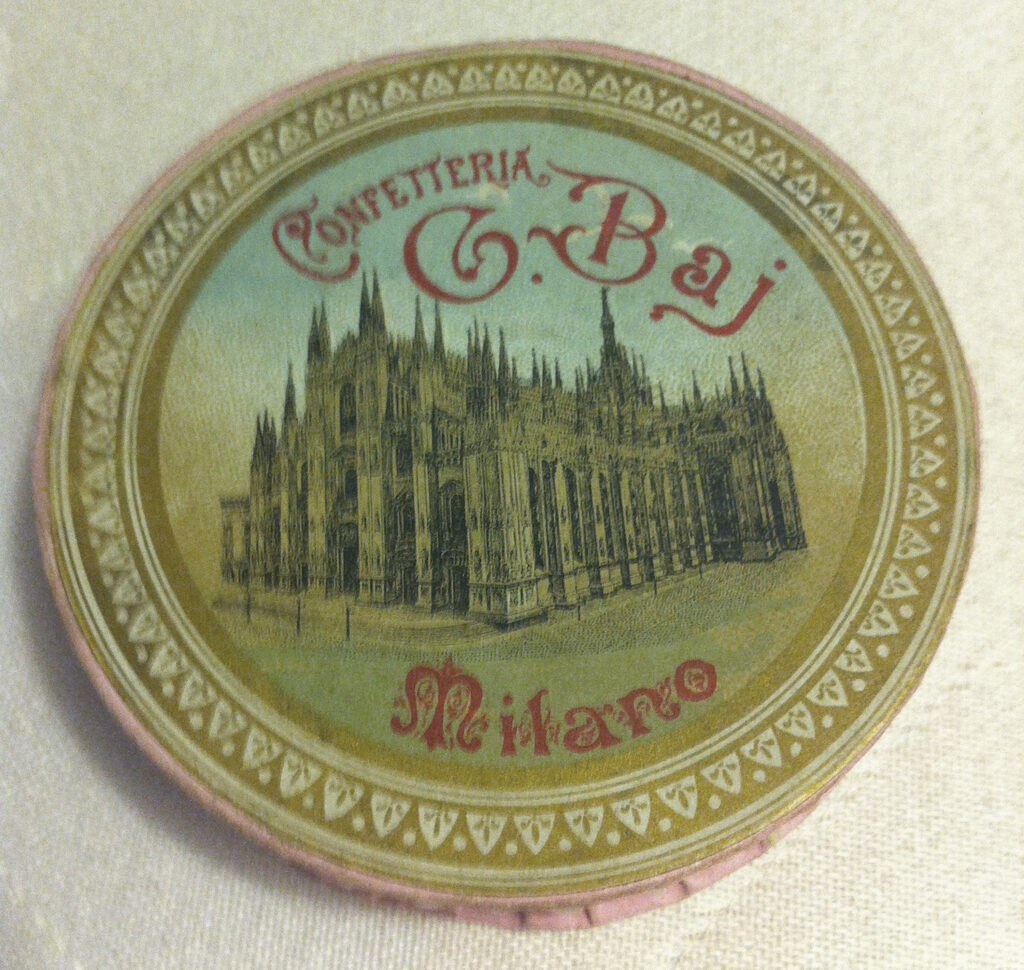 CONFETTERIA
G. Baj
Milano